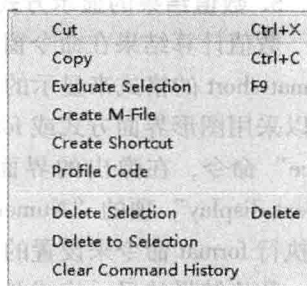 Cut Ctrl+X
Copy Ctrl+C
Evaluate Selection F9
Create M-File
Create Shortcut
Profile Code
Delete Selection Delete
Delete to Selection
Clear Command History